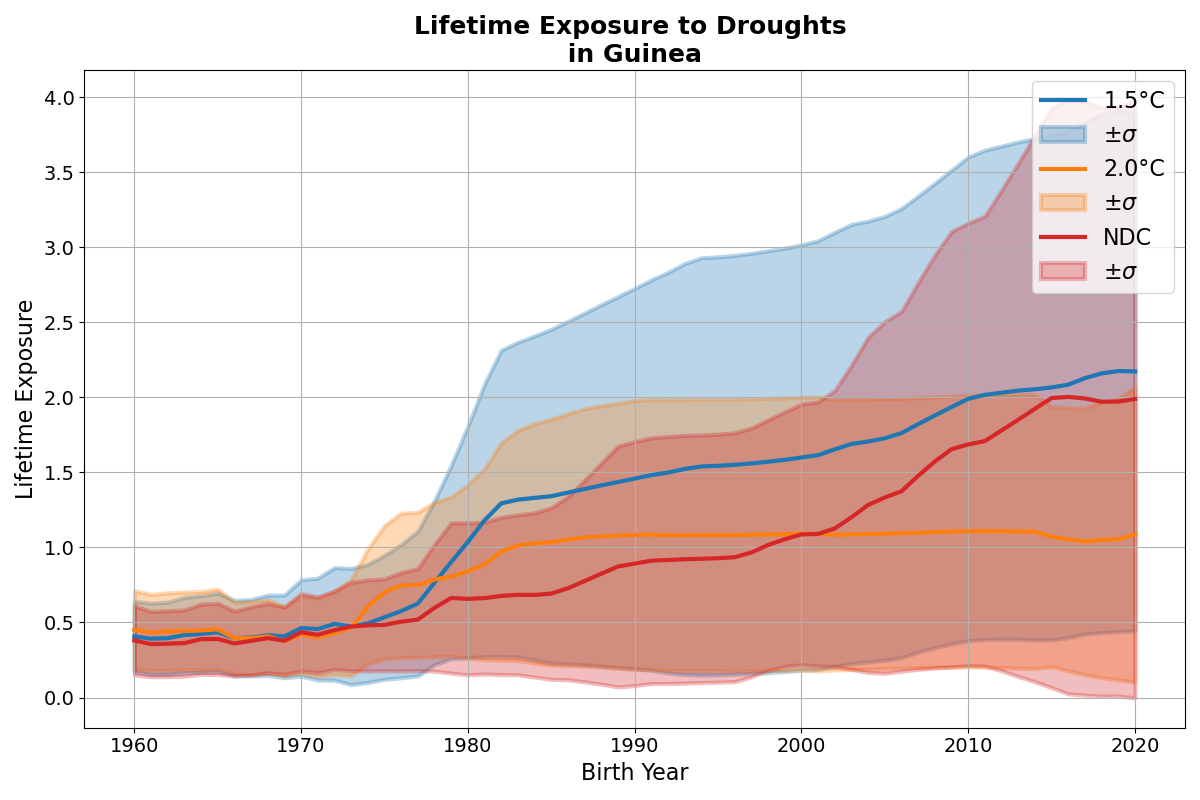 Lifetime Exposure to Droughts
in Guinea
Lifetime Exposure
4.0
3.5
3.0
2.5
2.0
1.5
1.0
0.5
0.0
1.5°C
±σ
2.0°C
±σ
NDC
±σ
1960
1970
1980
1990
2000
2010
2020
Birth Year